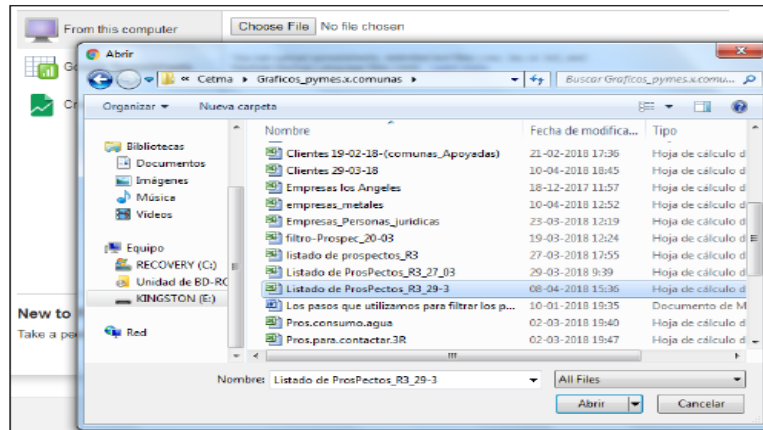 From this computer
Choose File No file chosen
Abrir
« Cetma ▸ Graficos_pymes.x.comunas ▸
Buscar Graficos_pymes.x.comu...
Organizar
Nueva carpeta
Nombre Fecha de modifica... Tipo
Bibliotecas
Documentos
Imágenes
Música
Videos
Equipo
RECOVERY (C:)
Unidad de BD-RC
KINGSTON (E:)
Red
Clientes 19-02-18-(comunas_Apoyadas) 21-02-2018 17:36 Hoja de cálculo d
Clientes 29-03-18 10-04-2018 18:45 Hoja de cálculo d
Empresas los Angeles 18-12-2017 11:57 Hoja de cálculo d
empresas_metales 10-04-2018 12:52 Hoja de cálculo d
Empresas_Personas_juridicas 23-03-2018 12:19 Hoja de cálculo d
filtro-Prospec_20-03 19-03-2018 12:24 Hoja de cálculo d
listado de prospectos_R3 27-03-2018 17:55 Hoja de cálculo d
Listado de ProsPectos_R3_27_03 29-03-2018 9:39 Hoja de cálculo d
Listado de ProsPectos_R3_29-3 08-04-2018 15:36 Hoja de cálculo d
Los pasos que utilizamos para filtrar los p... 10-01-2018 19:35 Documento de M
Pros.consumo.agua 02-03-2018 19:40 Hoja de cálculo d
Pros.para.contactar.3R 02-03-2018 19:47 Hoja de cálculo d
New to
Take a pe
Nombre: Listado de ProsPectos_R3_29-3
All Files
Abrir
Cancelar